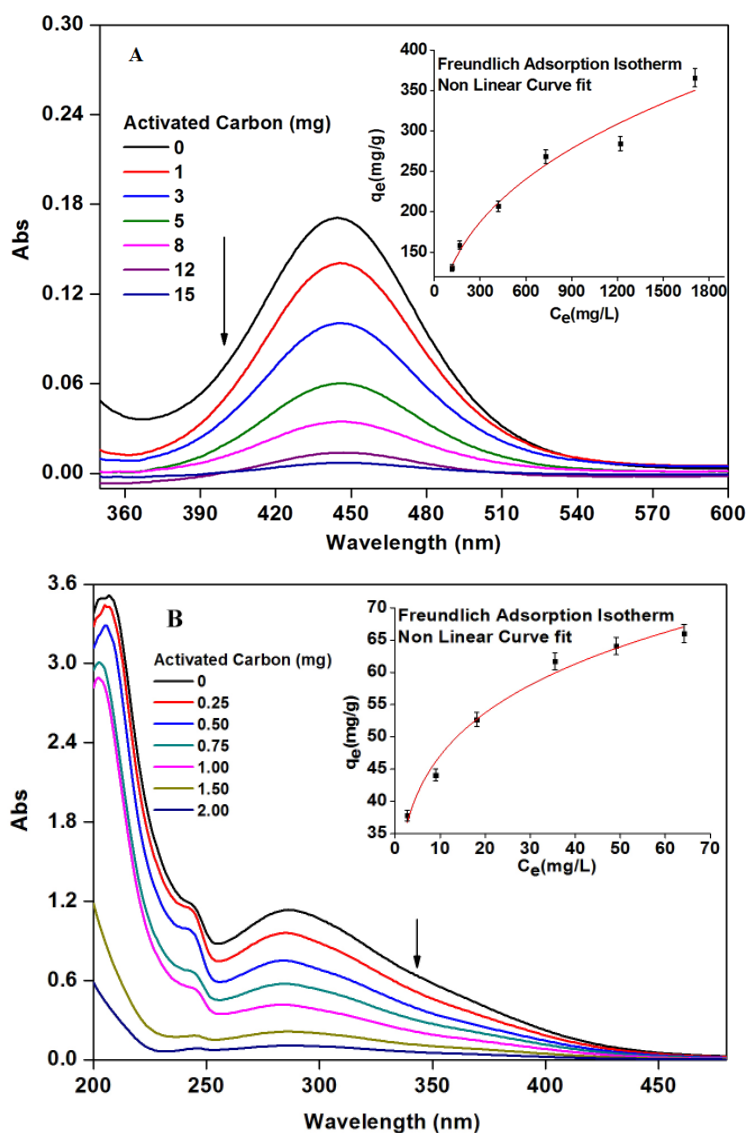 A
Activated Carbon (mg)
0
1
3
5
8
12
15
Abs
0.30
0.24
0.18
0.12
0.06
0.00
360 390 420 450 480 510 540 570 600
Wavelength (nm)
Freundlich Adsorption Isotherm
Non Linear Curve fit
qe(mg/g)
400
350
300
250
200
150
0 300 600 900 1200 1500 1800
Ce(mg/L)
B
Activated Carbon (mg)
0
0.25
0.50
0.75
1.00
1.50
2.00
Abs
3.6
3.0
2.4
1.8
1.2
0.6
0.0
200 250 300 350 400 450
Wavelength (nm)
Freundlich Adsorption Isotherm
Non Linear Curve fit
qe(mg/g)
70
65
60
55
50
45
40
35
0 10 20 30 40 50 60 70
Ce(mg/L)